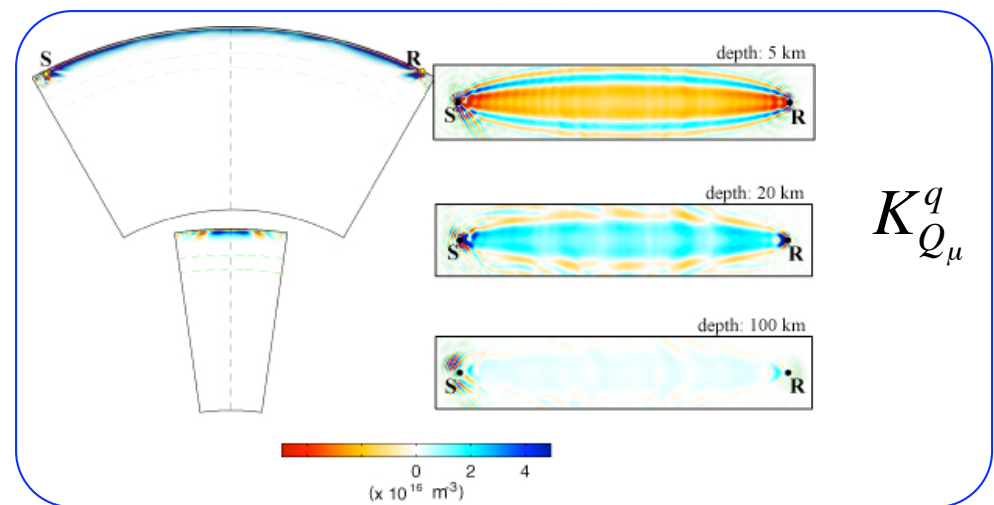 S R
depth: 5 km
S R
depth: 20 km
S R
depth: 100 km
S R
K^q_{Q_μ}
0 2 4
(x 10^16 m^-3)